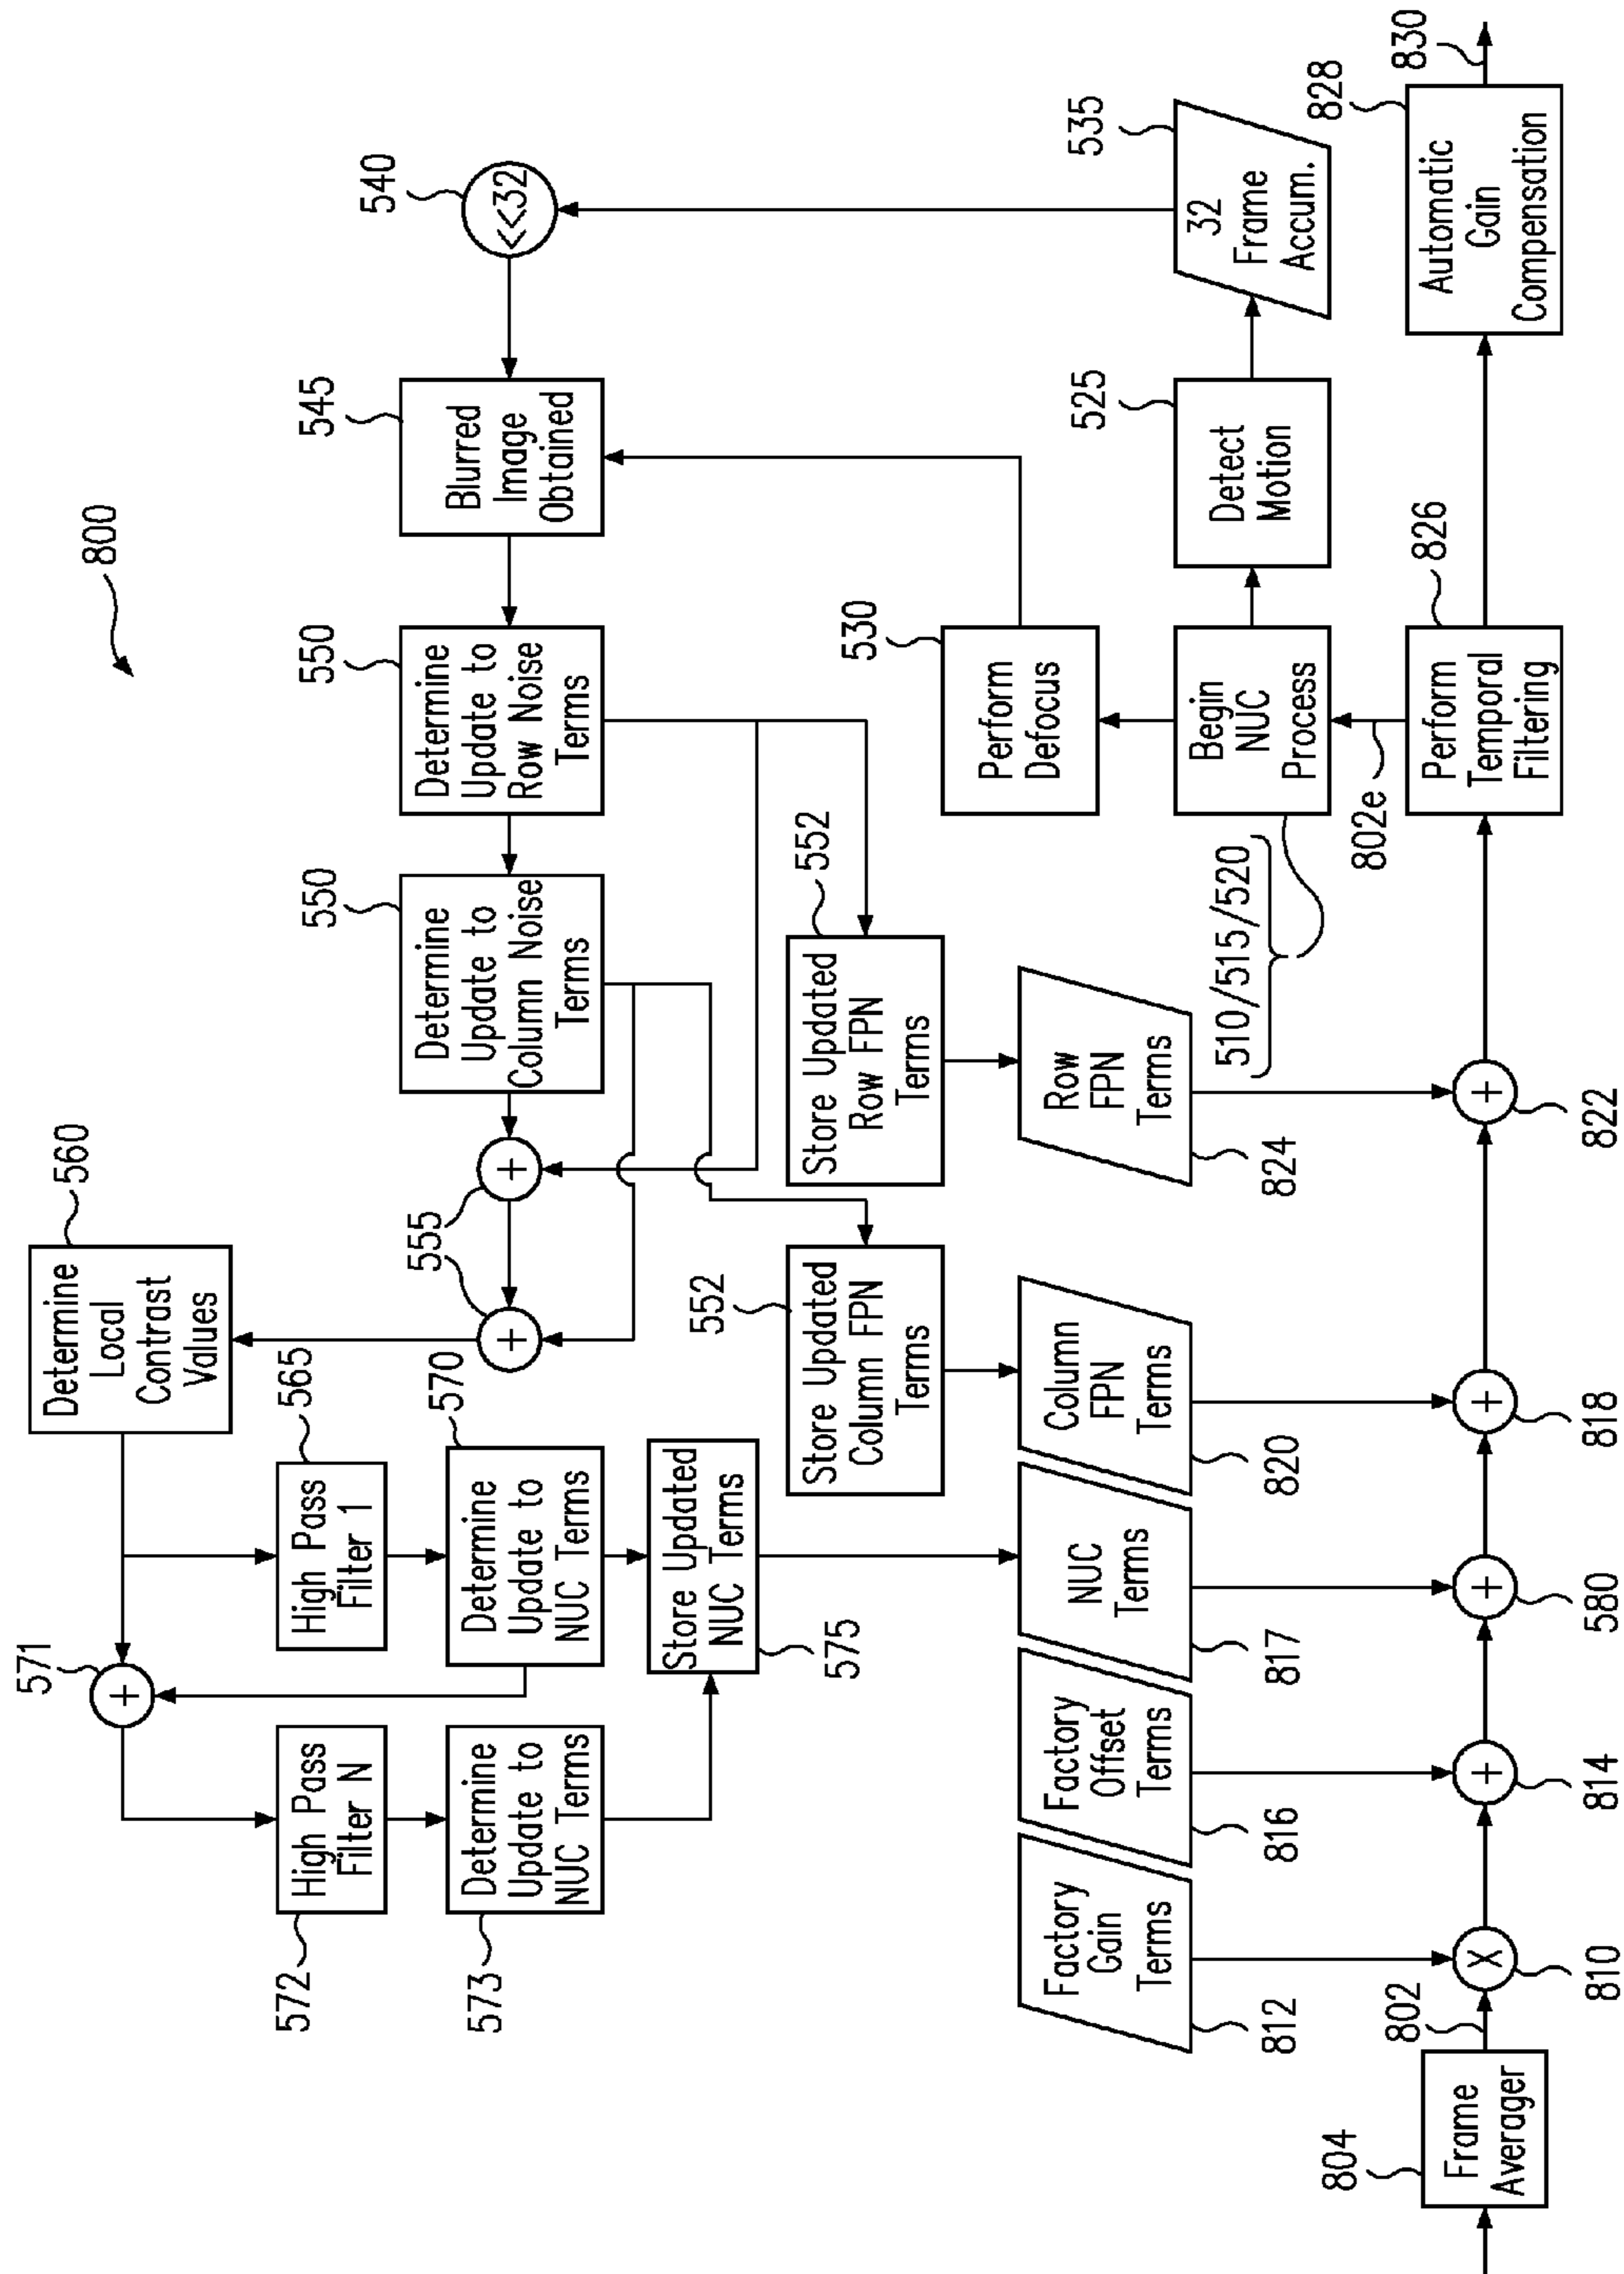 800
560
Determine
Local
Contrast
Values
571
+
572
High Pass
Filter N
565
High Pass
Filter 1
573
Determine
Update to
NUC Terms
570
Determine
Update to
NUC Terms
575
Store Updated
NUC Terms
555
+
+
550
Determine
Update to
Column Noise
Terms
550
Determine
Update to
Row Noise
Terms
545
Blurred
Image
Obtained
540
<<32
552
Store Updated
Column FPN
Terms
552
Store Updated
Row FPN
Terms
530
Perform
Defocus
510/515/520
Begin
NUC
Process
525
Detect
Motion
535
32
Frame
Accum.
812
Factory
Gain
Terms
816
Factory
Offset
Terms
817
NUC
Terms
820
Column
FPN
Terms
824
Row
FPN
Terms
802e
804
Frame
Averager
802
X
810
+
814
+
580
+
818
+
822
826
Perform
Temporal
Filtering
828
Automatic
Gain
Compensation
830